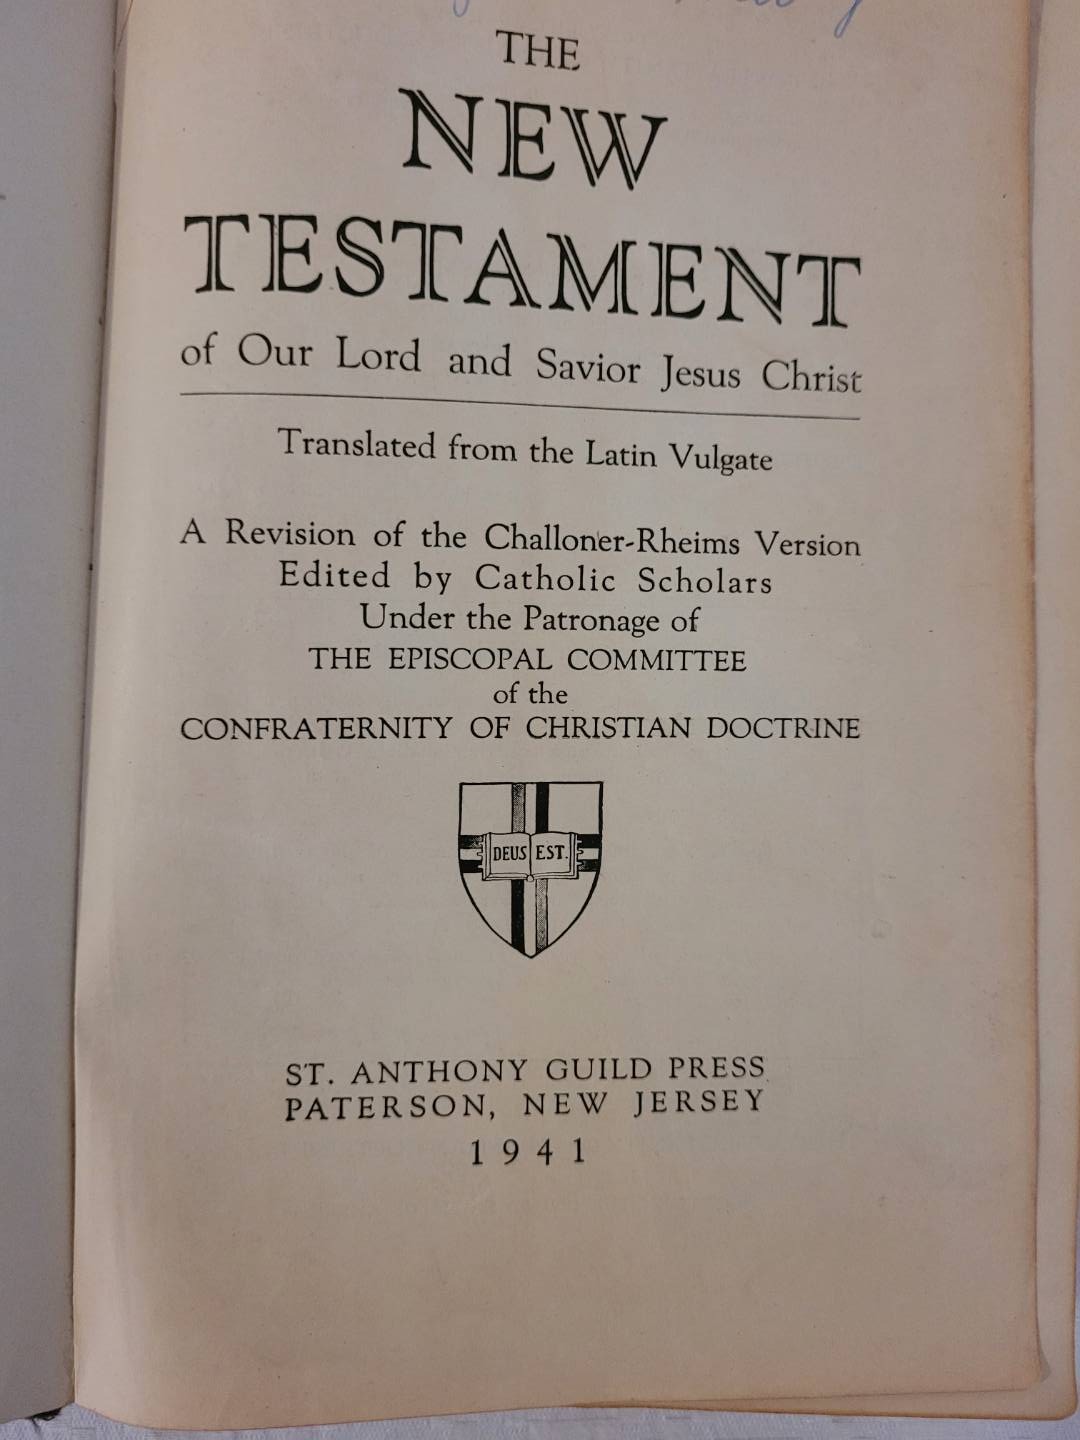 THE
NEW
TESTAMENT
of Our Lord and Savior Jesus Christ
Translated from the Latin Vulgate
A Revision of the Challoner-Rheims Version
Edited by Catholic Scholars
Under the Patronage of
THE EPISCOPAL COMMITTEE
of the
CONFRATERNITY OF CHRISTIAN DOCTRINE
DEUS EST.
ST. ANTHONY GUILD PRESS
PATERSON, NEW JERSEY
1941